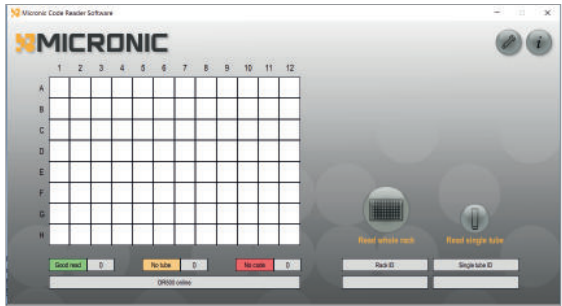 Micronic Code Reader Software
MICRONIC
1 2 3 4 5 6 7 8 9 10 11 12
A
B
C
D
E
F
G
H
Read whole rack
Read single tube
Good read 0 No tube 0 No code 0
Rack ID
Single tube ID
DR500 online